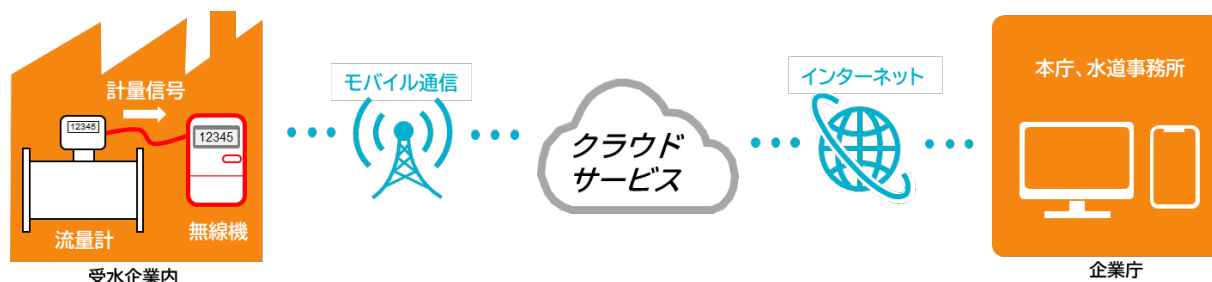 計量信号
12345
12345
流量計
無線機
受水企業内
モバイル通信
クラウド
サービス
インターネット
本庁、水道事務所
企業庁